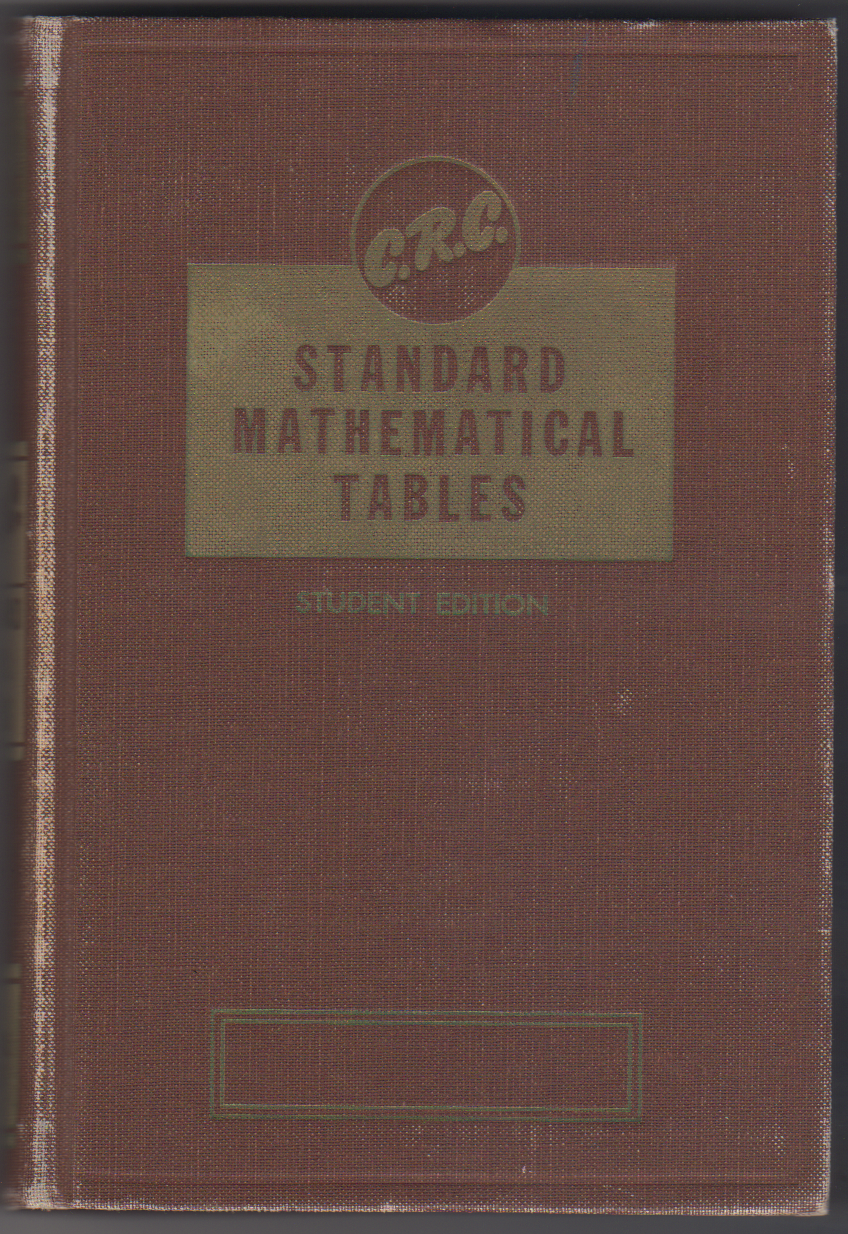 C.R.C.
STANDARD
MATHEMATICAL
TABLES
STUDENT EDITION